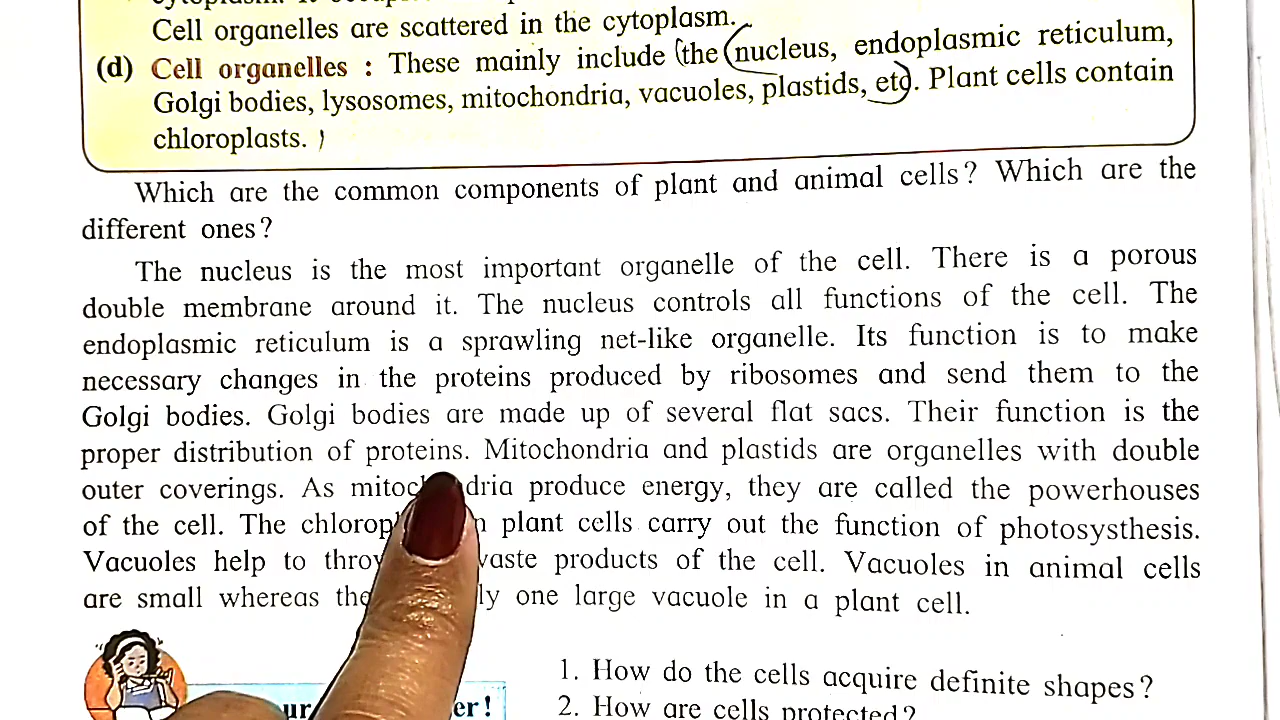 Cell organelles are scattered in the cytoplasm.
(d) Cell organelles : These mainly include (the nucleus, endoplasmic reticulum,
Golgi bodies, lysosomes, mitochondria, vacuoles, plastids, etc). Plant cells contain
chloroplasts.
Which are the common components of plant and animal cells? Which are the
different ones?
The nucleus is the most important organelle of the cell. There is a porous
double membrane around it. The nucleus controls all functions of the cell. The
endoplasmic reticulum is a sprawling net-like organelle. Its function is to make
necessary changes in the proteins produced by ribosomes and send them to the
Golgi bodies. Golgi bodies are made up of several flat sacs. Their function is the
proper distribution of proteins. Mitochondria and plastids are organelles with double
outer coverings. As produce energy, they are called the powerhouses
of the cell. The plant cells carry out the function of photosysthesis.
Vacuoles help to products of the cell. Vacuoles in animal cells
are small whereas one large vacuole in a plant cell.
1. How do the cells acquire definite shapes?
2. How are cells protected?